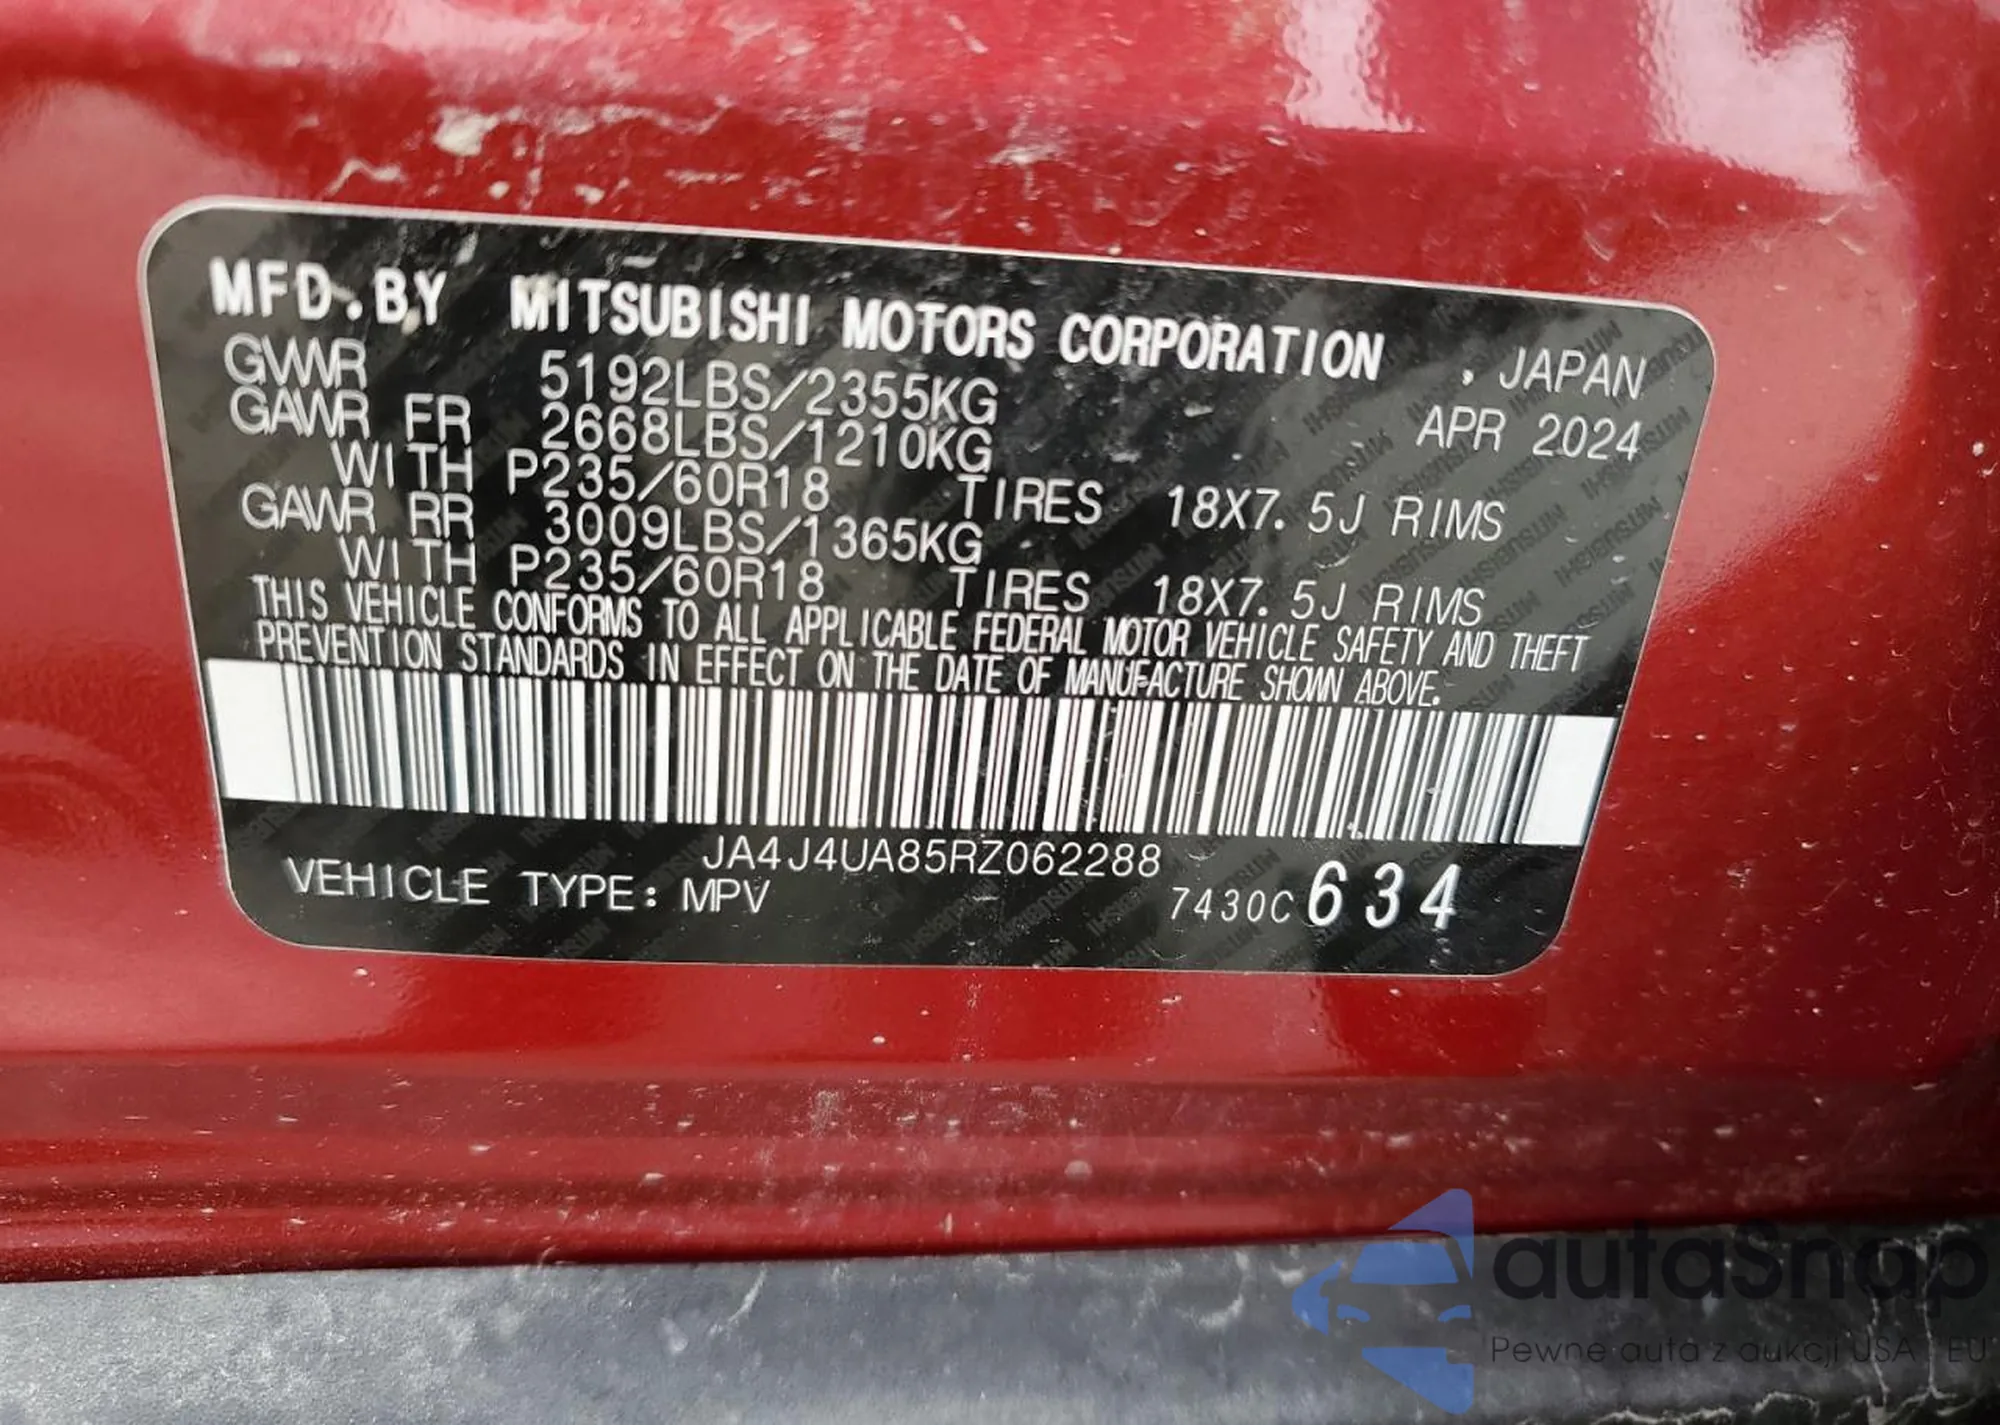 MFD.BY MITSUBISHI MOTORS CORPORATION , JAPAN
GVWR 5192LBS/2355KG APR 2024
GAWR FR 2668LBS/1210KG
WITH P235/60R18 TIRES 18X7.5J RIMS
GAWR RR 3009LBS/1365KG
WITH P235/60R18 TIRES 18X7.5J RIMS
THIS VEHICLE CONFORMS TO ALL APPLICABLE FEDERAL MOTOR VEHICLE SAFETY AND THEFT
PREVENTION STANDARDS IN EFFECT ON THE DATE OF MANUFACTURE SHOWN ABOVE.
JA4J4UA85RZ062288
VEHICLE TYPE: MPV 7430C 634
autoSnap
Pewne auta z aukcji USA i EU